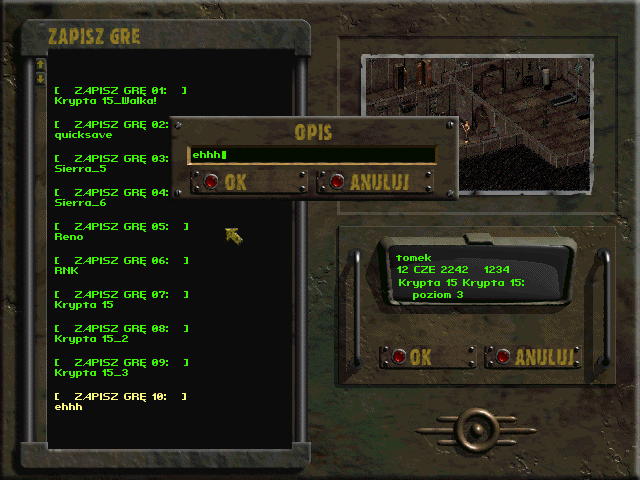 ZAPISZ GRĘ
[ ZAPISZ GRĘ 01: ]
Krypta 15_Walka!
[ ZAPISZ GRĘ 02:
quicksave
[ ZAPISZ GRĘ 03:
Sierra_5
[ ZAPISZ GRĘ 04:
Sierra_6
[ ZAPISZ GRĘ 05: ]
Reno
[ ZAPISZ GRĘ 06: ]
RNK
[ ZAPISZ GRĘ 07: ]
Krypta 15
[ ZAPISZ GRĘ 08: ]
Krypta 15_2
[ ZAPISZ GRĘ 09: ]
Krypta 15_3
[ ZAPISZ GRĘ 10: ]
ehhh
OPIS
ehhh
OK ANULUJ
tomek
12 CZE 2242 1234
Krypta 15 Krypta 15:
poziom 3
OK ANULUJ